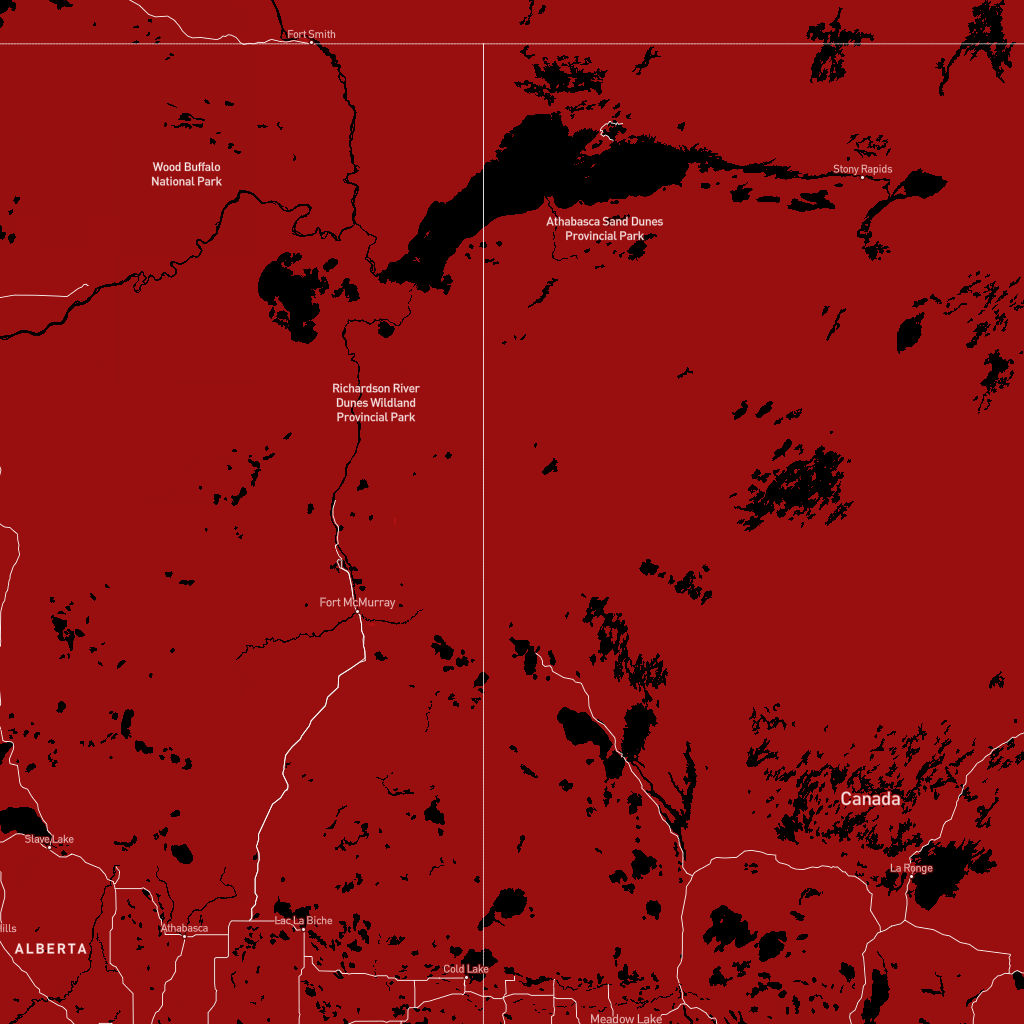 Fort Smith
Wood Buffalo
National Park
Stony Rapids
Athabasca Sand Dunes
Provincial Park
Richardson River
Dunes Wildland
Provincial Park
Fort McMurray
Canada
Slave Lake
La Ronge
Lac La Biche
Athabasca
ALBERTA
Cold Lake
Meadow Lake